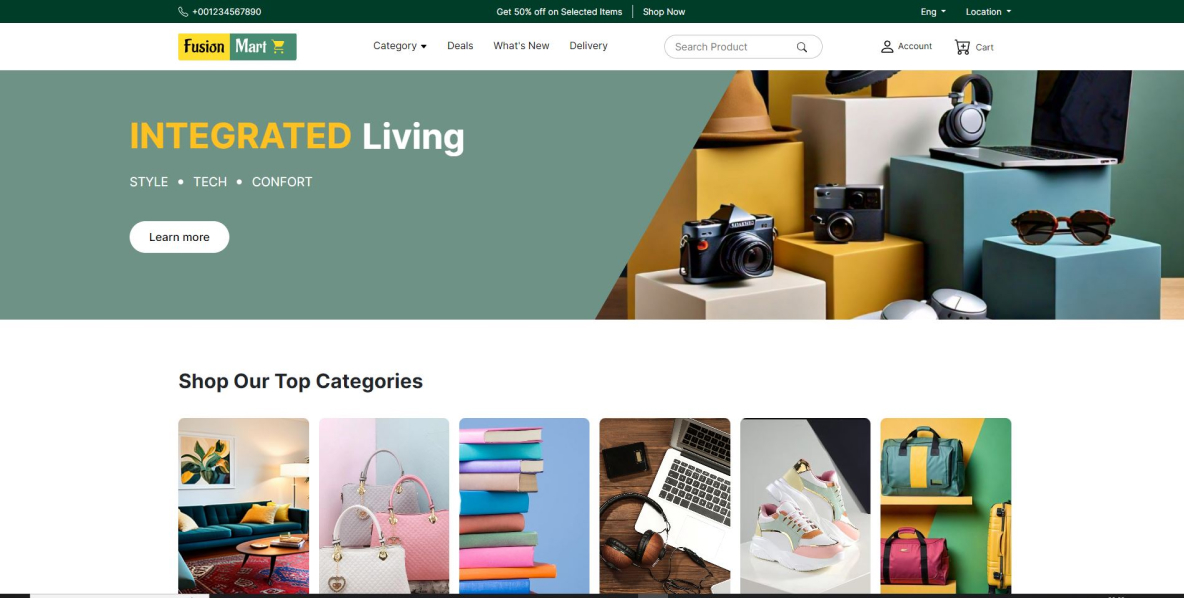 +001234567890
Get 50% off on Selected Items | Shop Now
Eng
Location
Fusion Mart
Category
Deals
What's New
Delivery
Search Product
Account
Cart
INTEGRATED Living
STYLE • TECH • CONFORT
Learn more
Shop Our Top Categories